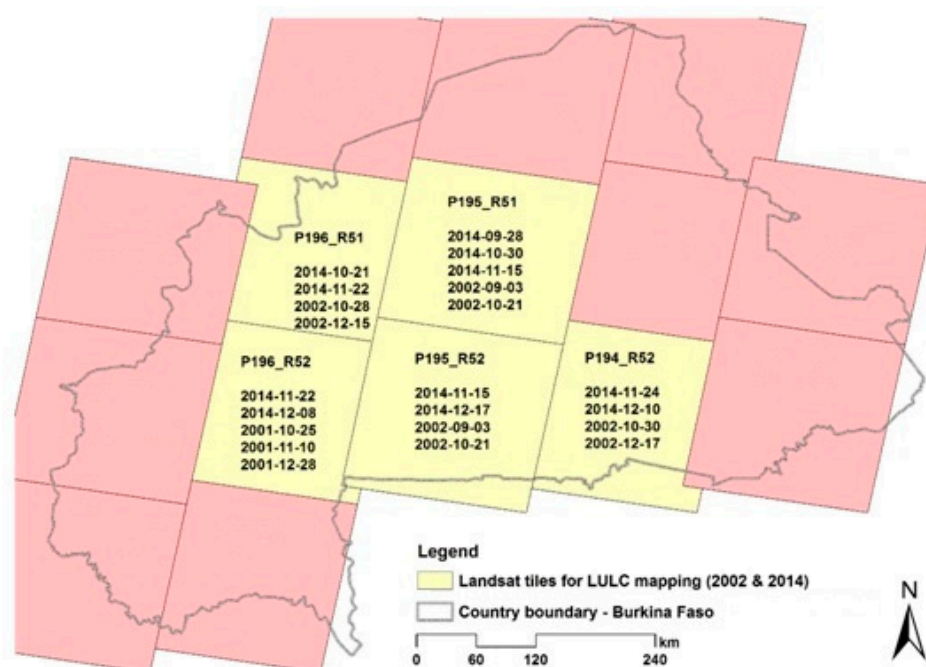 P195_R51
2014-09-28
2014-10-30
2014-11-15
2002-09-03
2002-10-21
P196_R51
2014-10-21
2014-11-22
2002-10-28
2002-12-15
P196_R52
2014-11-22
2014-12-08
2001-10-25
2001-11-10
2001-12-28
P195_R52
2014-11-15
2014-12-17
2002-09-03
2002-10-21
P194_R52
2014-11-24
2014-12-10
2002-10-30
2002-12-17
Legend
Landsat tiles for LULC mapping (2002 & 2014)
Country boundary - Burkina Faso
km
0 60 120 240
N